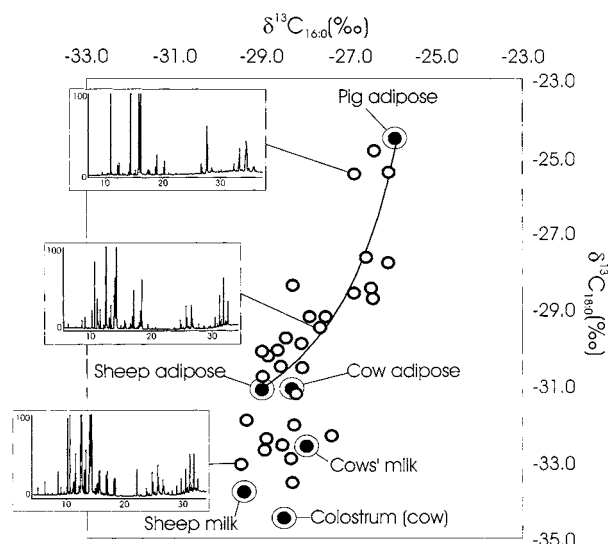 δ¹³C₁₆:₀(‰)
-33.0 -31.0 -29.0 -27.0 -25.0 -23.0
-23.0
100
Pig adipose
-25.0
0
10 20 30
-27.0
100
δ¹³C₁₈:₀(‰)
-29.0
0
10 20 30
Sheep adipose
Cow adipose
-31.0
100
Cows' milk
-33.0
0
10 20 30
Sheep milk
Colostrum (cow)
-35.0